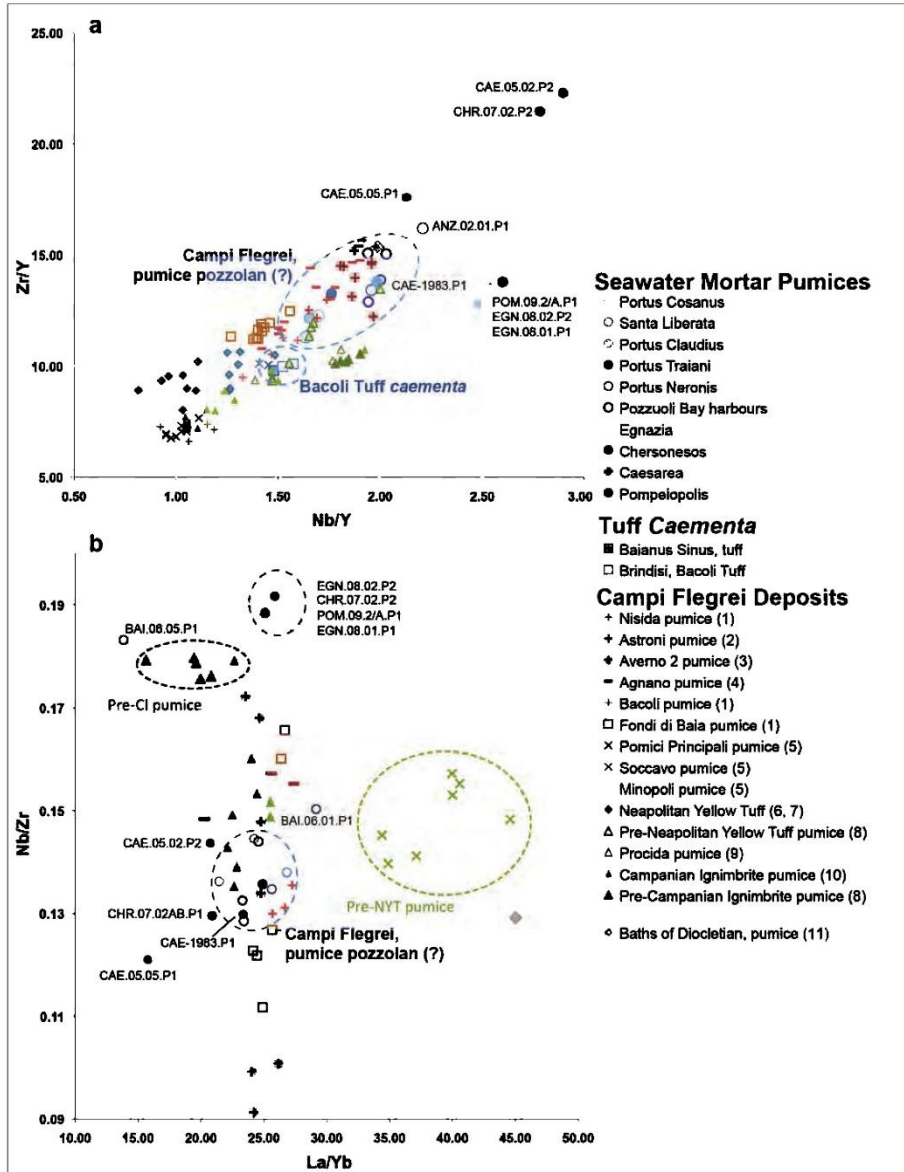 a
25.00
20.00
15.00
10.00
5.00
Zr/Y
CAE.05.02.P2
CHR.07.02.P2
CAE.05.05.P1
ANZ.02.01.P1
Campi Flegrei,
pumice pozzolan (?)
CAE-1983.P1
POM.09.2/A.P1
EGN.08.02.P2
EGN.08.01.P1
Bacoli Tuff caementa
0.50
1.00
1.50
2.00
2.50
3.00
Nb/Y
b
0.19
0.17
0.15
0.13
0.11
0.09
Nb/Zr
EGN.08.02.P2
CHR.07.02.P2
POM.09.2/A.P1
EGN.08.01.P1
BAI.06.05.P1
Pre-CI pumice
BAI.06.01.P1
CAE.05.02.P2
Pre-NYT pumice
CHR.07.02AB.P1
CAE-1983.P1
Campi Flegrei,
pumice pozzolan (?)
CAE.05.05.P1
10.00
15.00
20.00
25.00
30.00
35.00
40.00
45.00
50.00
La/Yb
Seawater Mortar Pumices
Portus Cosanus
Santa Liberata
Portus Claudius
Portus Traiani
Portus Neronis
Pozzuoli Bay harbours
Egnazia
Chersonesos
Caesarea
Pompeiopolis
Tuff Caementa
Baianus Sinus, tuff
Brindisi, Bacoli Tuff
Campi Flegrei Deposits
Nisida pumice (1)
Astroni pumice (2)
Averno 2 pumice (3)
Agnano pumice (4)
Bacoli pumice (1)
Fondi di Baia pumice (1)
Pomici Principali pumice (5)
Soccavo pumice (5)
Minopoli pumice (5)
Neapolitan Yellow Tuff (6, 7)
Pre-Neapolitan Yellow Tuff pumice (8)
Procida pumice (9)
Campanian Ignimbrite pumice (10)
Pre-Campanian Ignimbrite pumice (8)
Baths of Diocletian, pumice (11)